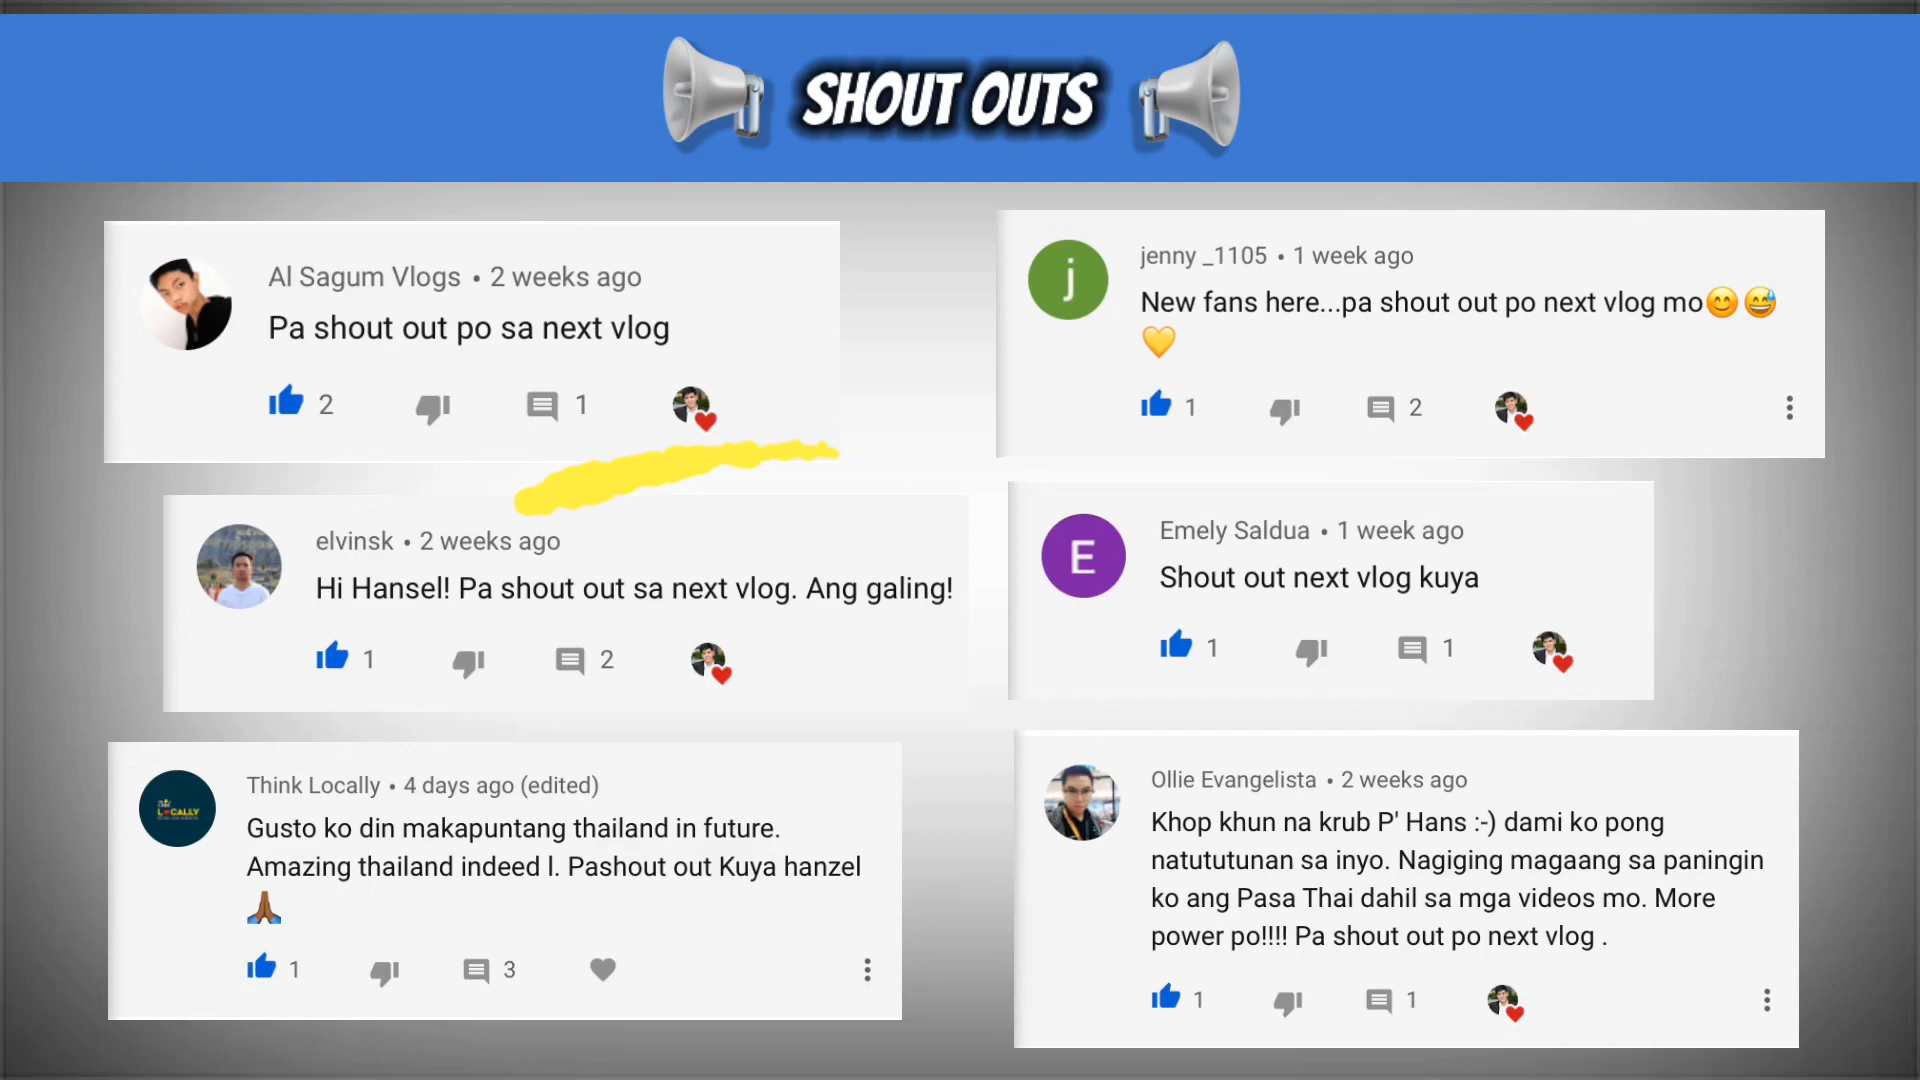 SHOUT OUTS
Al Sagum Vlogs • 2 weeks ago
Pa shout out po sa next vlog
2 1
jenny _1105 • 1 week ago
New fans here...pa shout out po next vlog mo😊😅
💛
1 2
j
elvinsk • 2 weeks ago
Hi Hansel! Pa shout out sa next vlog. Ang galing!
1 2
E
Emely Saldua • 1 week ago
Shout out next vlog kuya
1 1
LOCALLY
Think Locally • 4 days ago (edited)
Gusto ko din makapuntang thailand in future.
Amazing thailand indeed l. Pashout out Kuya hanzel
🙏🏾
1 3
Ollie Evangelista • 2 weeks ago
Khop khun na krub P' Hans :-) dami ko pong
natututunan sa inyo. Nagiging magaang sa paningin
ko ang Pasa Thai dahil sa mga videos mo. More
power po!!!! Pa shout out po next vlog .
1 1